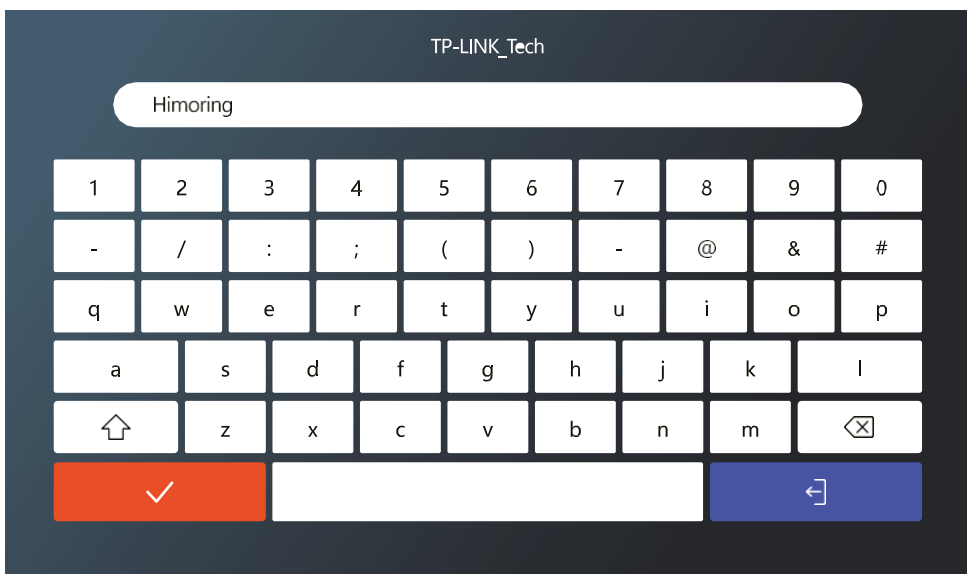 TP-LINK_Tech
Himoring
1 2 3 4 5 6 7 8 9 0
- / : ; ( ) - @ & #
q w e r t y u i o p
a s d f g h j k l
z x c v b n m